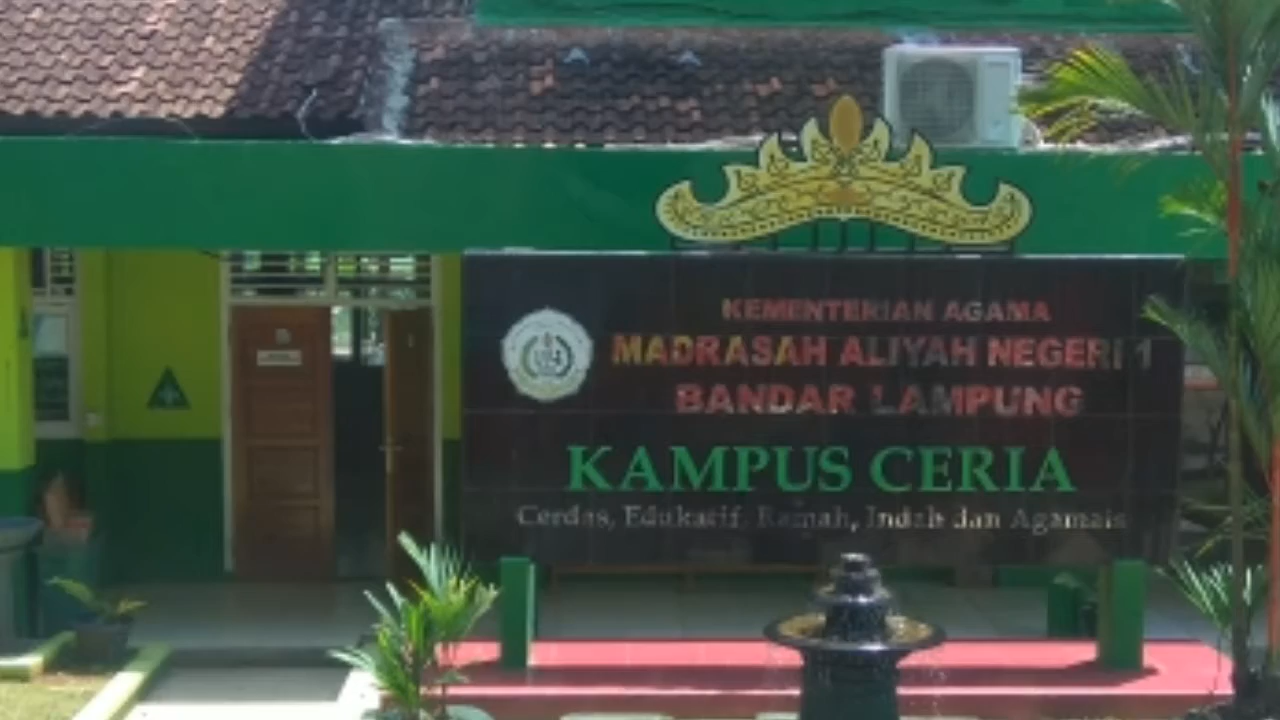 KEMENTERIAN AGAMA
MADRASAH ALIYAH NEGERI 1
BANDAR LAMPUNG
KAMPUS CERIA
Cerdas, Edukatif, Ramah, Indah dan Agamais